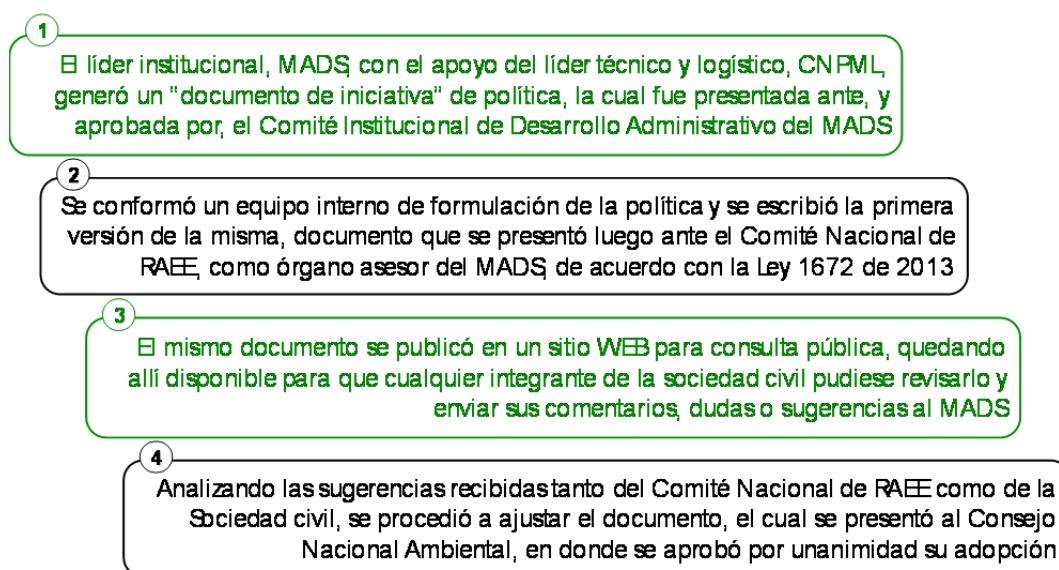 1
El líder institucional, MADS, con el apoyo del líder técnico y logístico, CNPML,
generó un "documento de iniciativa" de política, la cual fue presentada ante, y
aprobada por, el Comité Institucional de Desarrollo Administrativo del MADS
2
Se conformó un equipo interno de formulación de la política y se escribió la primera
versión de la misma, documento que se presentó luego ante el Comité Nacional de
RAEE, como órgano asesor del MADS, de acuerdo con la Ley 1672 de 2013
3
El mismo documento se publicó en un sitio WEB para consulta pública, quedando
allí disponible para que cualquier integrante de la sociedad civil pudiese revisarlo y
enviar sus comentarios, dudas o sugerencias al MADS
4
Analizando las sugerencias recibidas tanto del Comité Nacional de RAEE como de la
Sociedad civil, se procedió a ajustar el documento, el cual se presentó al Consejo
Nacional Ambiental, en donde se aprobó por unanimidad su adopción